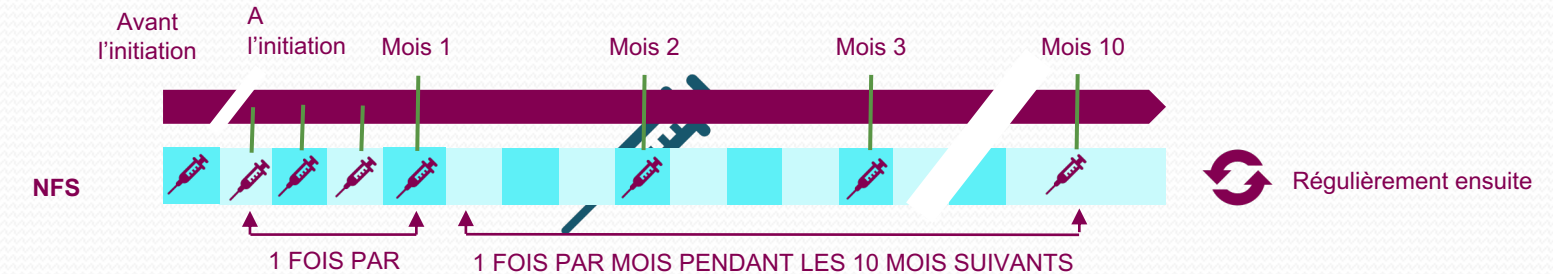 Avant
l’initiation
A
l’initiation
Mois 1
Mois 2
Mois 3
Mois 10
NFS
Régulièrement ensuite
1 FOIS PAR
1 FOIS PAR MOIS PENDANT LES 10 MOIS SUIVANTS